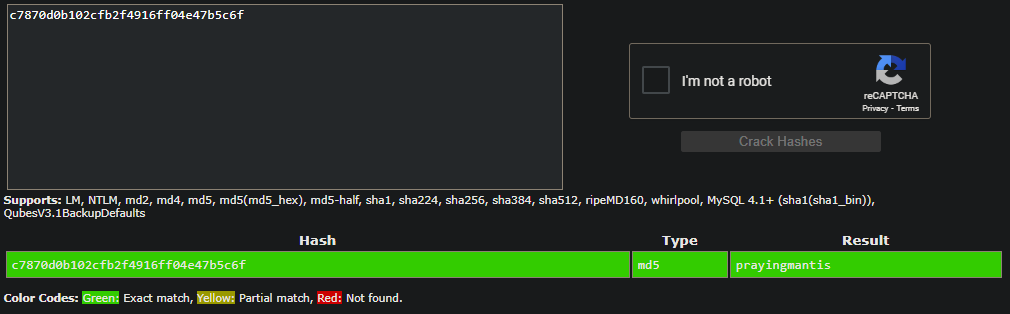 c7870d0b102cfb2f4916ff04e47b5c6f
I'm not a robot
reCAPTCHA
Privacy - Terms
Crack Hashes
Supports: LM, NTLM, md2, md4, md5, md5(md5_hex), md5-half, sha1, sha224, sha256, sha384, sha512, ripeMD160, whirlpool, MySQL 4.1+ (sha1(sha1_bin)),
QubesV3.1BackupDefaults
Hash Type Result
c7870d0b102cfb2f4916ff04e47b5c6f md5 prayingmantis
Color Codes: Green: Exact match, Yellow: Partial match, Red: Not found.